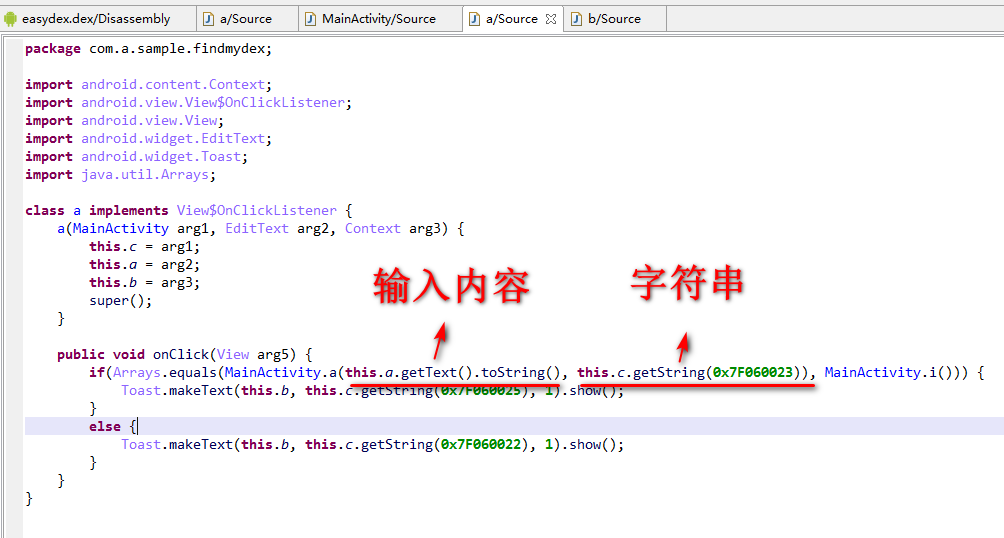 easydex.dex/Disassembly a/Source MainActivity/Source a/Source b/Source
package com.a.sample.findmydex;
import android.content.Context;
import android.view.View$OnClickListener;
import android.view.View;
import android.widget.EditText;
import android.widget.Toast;
import java.util.Arrays;
class a implements View$OnClickListener {
a(MainActivity arg1, EditText arg2, Context arg3) {
this.c = arg1;
this.a = arg2;
this.b = arg3;
super();
}
输入内容 字符串
public void onClick(View arg5) {
if(Arrays.equals(MainActivity.a(this.a.getText().toString(), this.c.getString(0x7F060023)), MainActivity.i())) {
Toast.makeText(this.b, this.c.getString(0x7F060025), 1).show();
}
else {
Toast.makeText(this.b, this.c.getString(0x7F060022), 1).show();
}
}
}